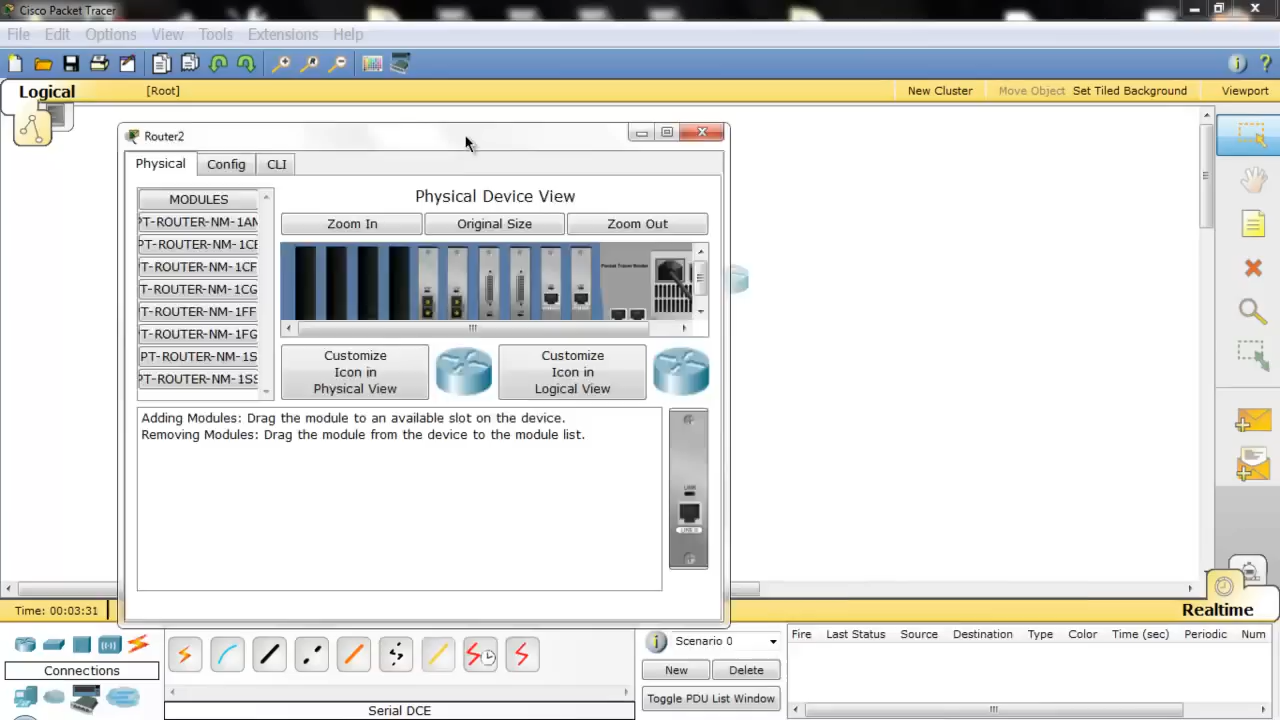 Cisco Packet Tracer
File Edit Options View Tools Extensions Help
Logical [Root] New Cluster Move Object Set Tiled Background Viewport
Router2
Physical Config CLI
MODULES
PT-ROUTER-NM-1AM
PT-ROUTER-NM-1CE
T-ROUTER-NM-1CF
T-ROUTER-NM-1CG
T-ROUTER-NM-1FF
T-ROUTER-NM-1FG
PT-ROUTER-NM-1S
PT-ROUTER-NM-1SS
Physical Device View
Zoom In Original Size Zoom Out
Packet Tracer Router
Customize
Icon in
Physical View
Customize
Icon in
Logical View
Adding Modules: Drag the module to an available slot on the device.
Removing Modules: Drag the module from the device to the module list.
Time: 00:03:31
Realtime
Connections
Serial DCE
Scenario 0
New Delete
Toggle PDU List Window
Fire Last Status Source Destination Type Color Time (sec) Periodic Num